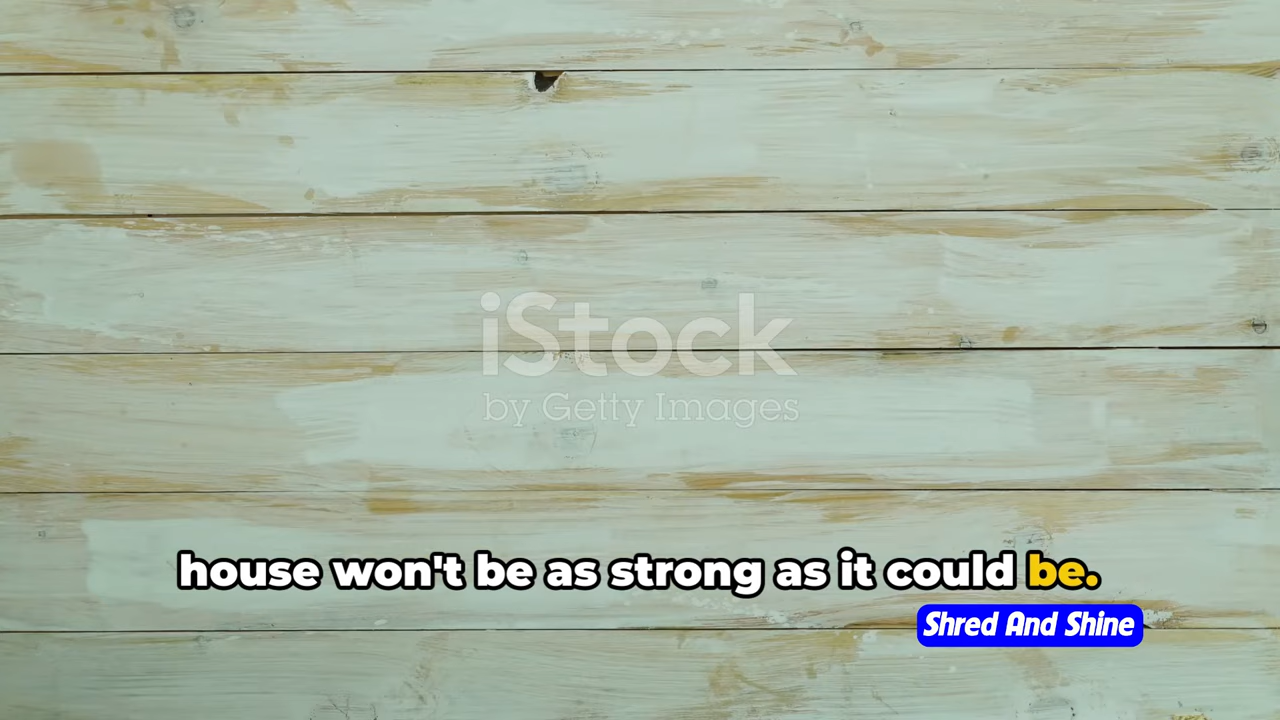 iStock
by Getty Images
house won't be as strong as it could be.
Shred And Shine